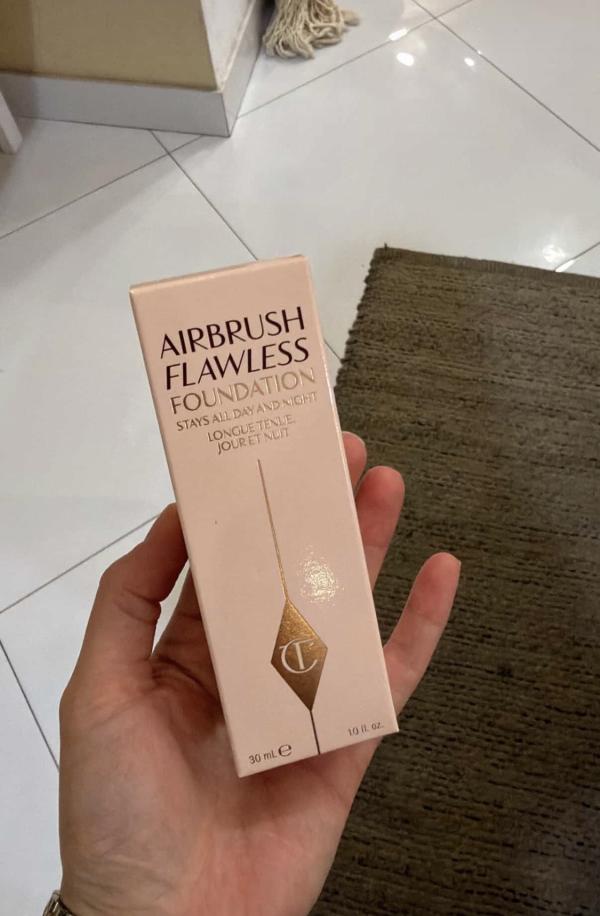 AIRBRUSH
FLAWLESS
FOUNDATION
STAYS ALL DAY AND NIGHT
LONGUE TENUE,
JOUR ET NUIT
CT
30 mL e
1.0 fl. oz.